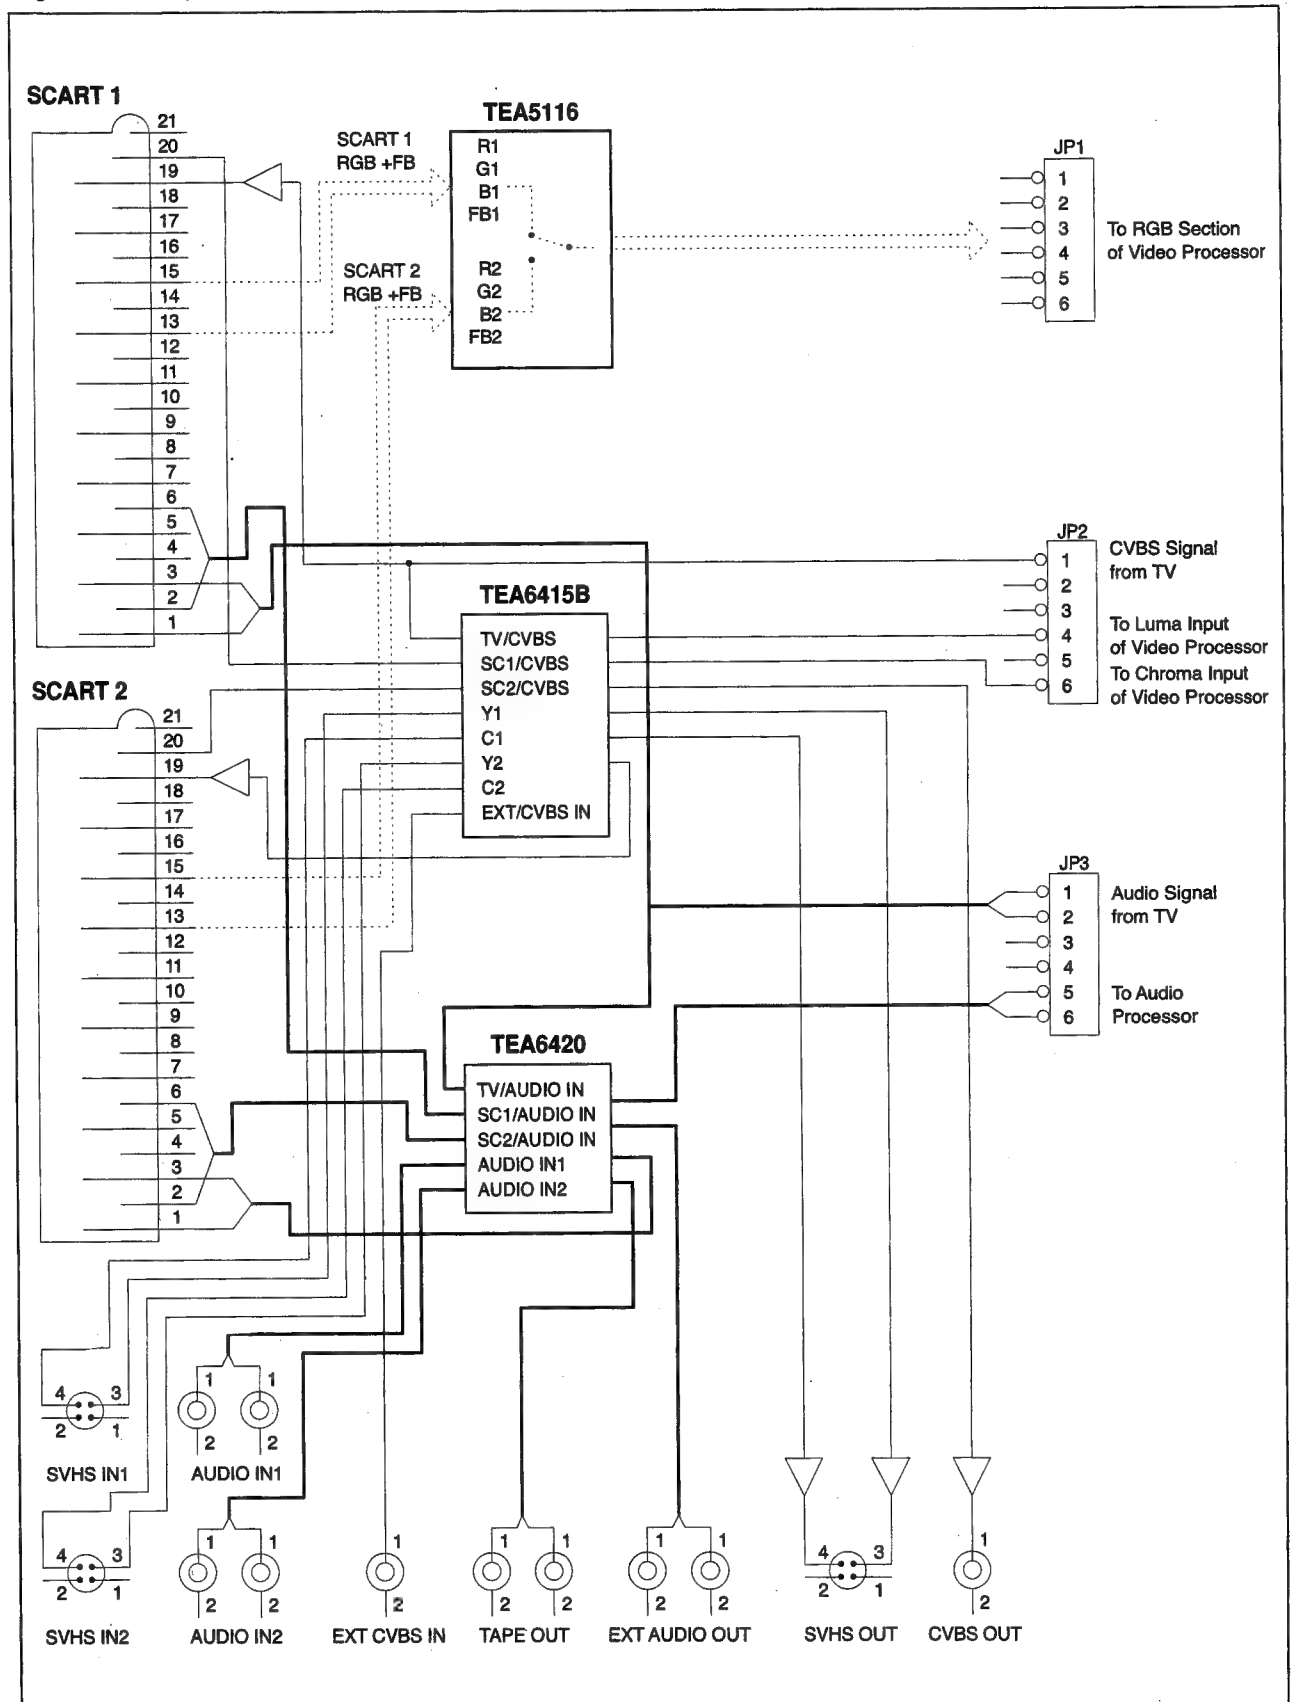 SCART 1
21
20
19
18
17
16
15
14
13
12
11
10
9
8
7
6
5
4
3
2
1
SCART 1
RGB +FB
SCART 2
RGB +FB
TEA5116
R1
G1
B1
FB1
R2
G2
B2
FB2
JP1
1
2
3
4
5
6
To RGB Section
of Video Processor
JP2
1
2
3
4
5
6
CVBS Signal
from TV
To Luma Input
of Video Processor
To Chroma Input
of Video Processor
TEA6415B
TV/CVBS
SC1/CVBS
SC2/CVBS
Y1
C1
Y2
C2
EXT/CVBS IN
SCART 2
21
20
19
18
17
16
15
14
13
12
11
10
9
8
7
6
5
4
3
2
1
JP3
1
2
3
4
5
6
Audio Signal
from TV
To Audio
Processor
TEA6420
TV/AUDIO IN
SC1/AUDIO IN
SC2/AUDIO IN
AUDIO IN1
AUDIO IN2
4 3
2 1
SVHS IN1
1 1
2 2
AUDIO IN1
4 3
2 1
SVHS IN2
1 1
2 2
AUDIO IN2
1
2
EXT CVBS IN
1 1
2 2
TAPE OUT
1 1
2 2
EXT AUDIO OUT
4 3
2 1
SVHS OUT
1
2
CVBS OUT